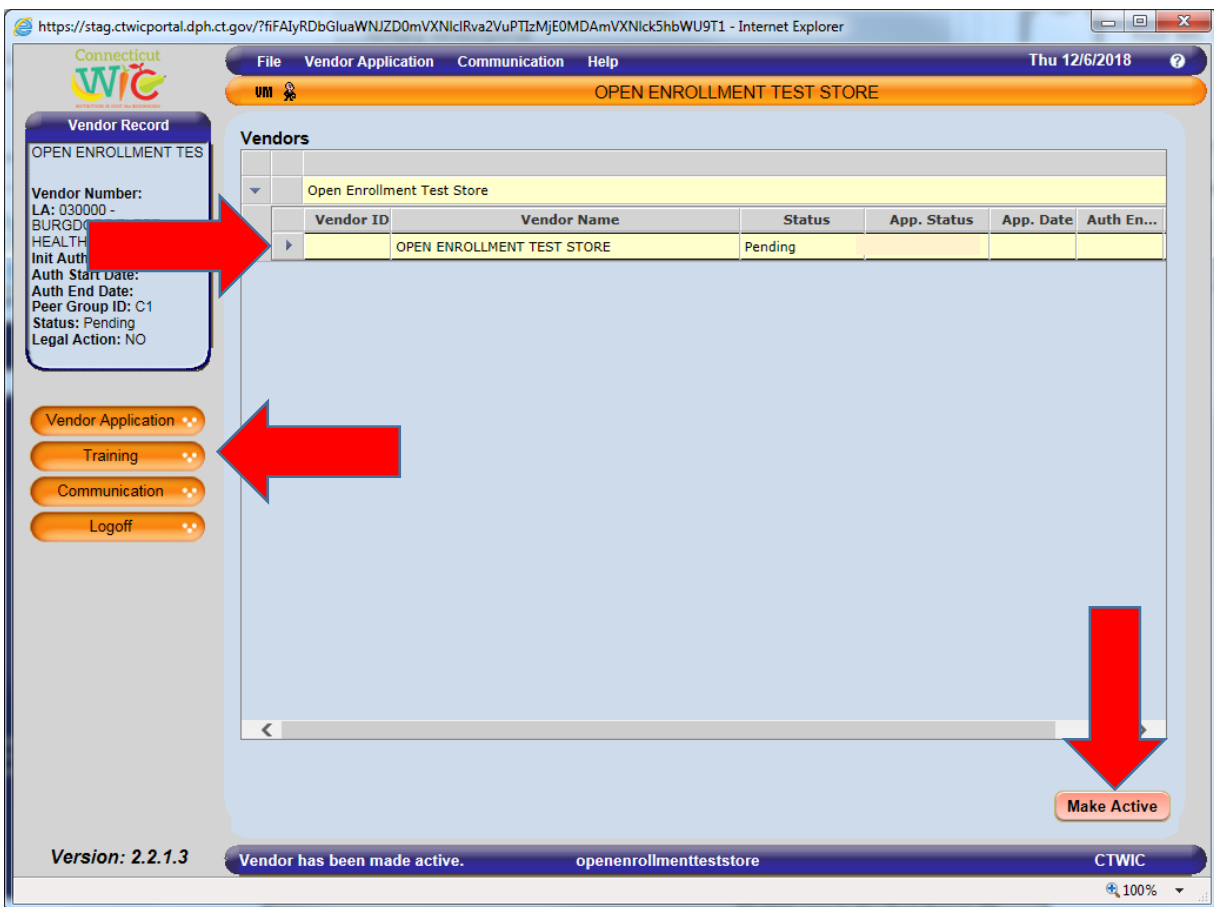 https://stag.ctwicportal.dph.ct.gov/?fiFAIyRDbGluaWNJZD0mVXNlclRva2VuPTIzMjE0MDAmVXNlck5hbWU9T1 - Internet Explorer
Connecticut
WIC
File Vendor Application Communication Help Thu 12/6/2018 ?
VM OPEN ENROLLMENT TEST STORE
Vendor Record
OPEN ENROLLMENT TES
Vendor Number:
LA: 030000 -
HEALTH
Init Auth
Auth Start Date:
Auth End Date:
Peer Group ID: C1
Status: Pending
Legal Action: NO
Vendor Application
Training
Communication
Logoff
Version: 2.2.1.3
Vendors
Open Enrollment Test Store
Vendor ID Vendor Name Status App. Status App. Date Auth En...
OPEN ENROLLMENT TEST STORE Pending
Make Active
Vendor has been made active. openenrollmentteststore CTWIC
100%